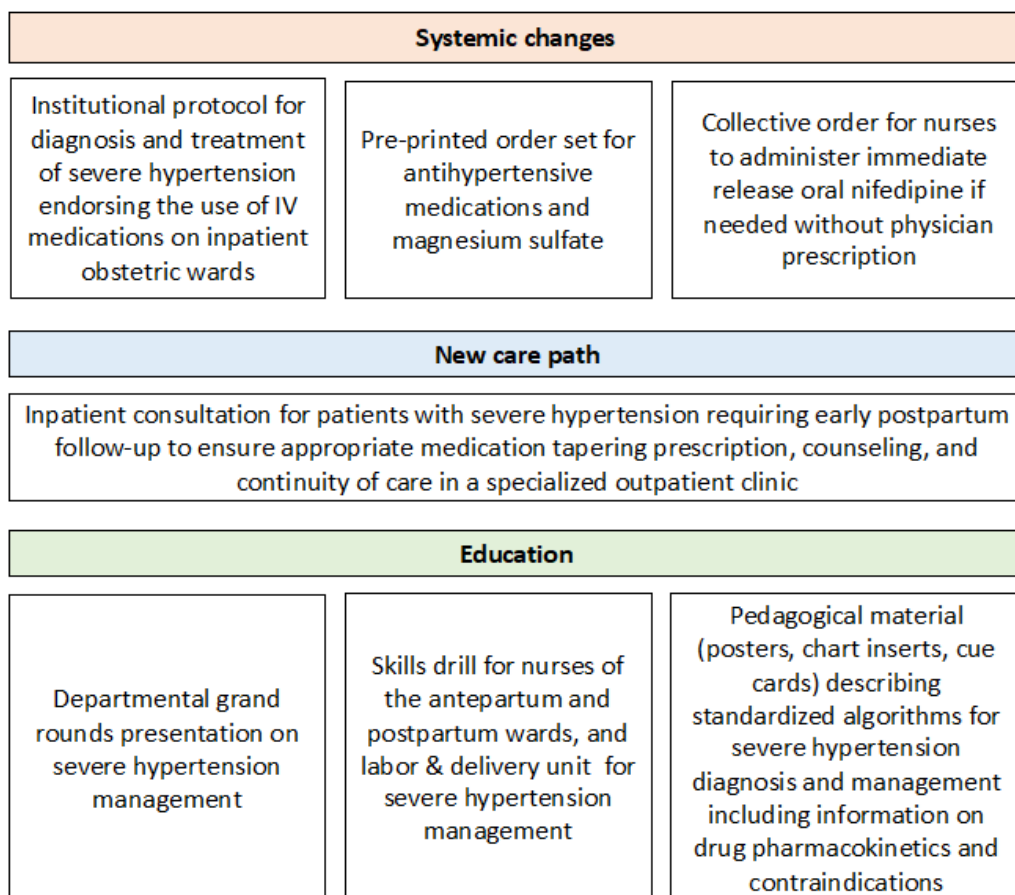 Systemic changes
Institutional protocol for
diagnosis and treatment
of severe hypertension
endorsing the use of IV
medications on inpatient
obstetric wards
Pre-printed order set for
antihypertensive
medications and
magnesium sulfate
Collective order for nurses
to administer immediate
release oral nifedipine if
needed without physician
prescription
New care path
Inpatient consultation for patients with severe hypertension requiring early postpartum
follow-up to ensure appropriate medication tapering prescription, counseling, and
continuity of care in a specialized outpatient clinic
Education
Departmental grand
rounds presentation on
severe hypertension
management
Skills drill for nurses of
the antepartum and
postpartum wards, and
labor & delivery unit for
severe hypertension
management
Pedagogical material
(posters, chart inserts, cue
cards) describing
standardized algorithms for
severe hypertension
diagnosis and management
including information on
drug pharmacokinetics and
contraindications